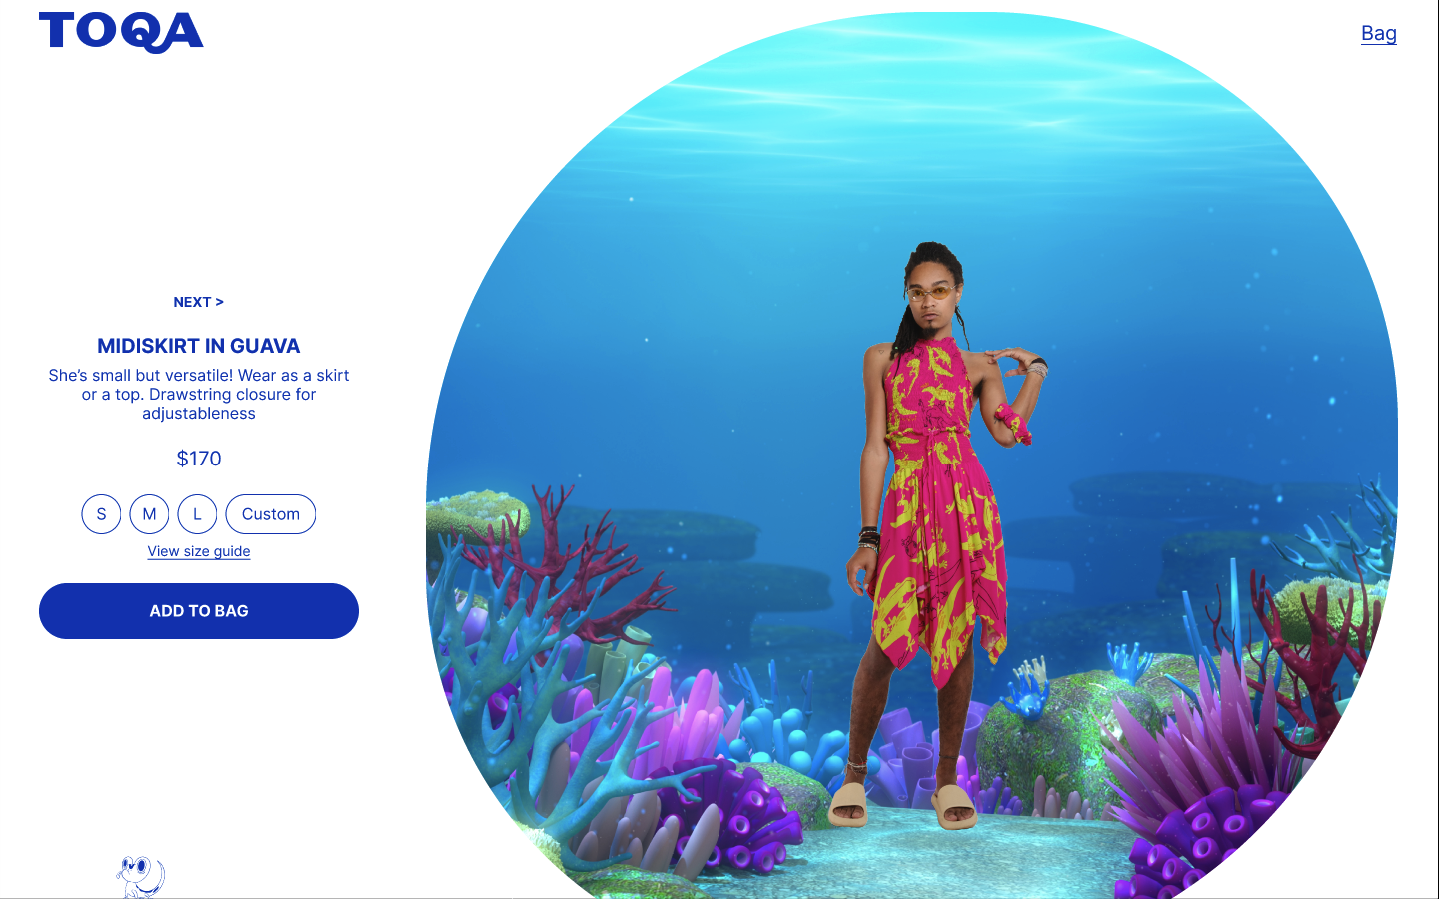 TOQA
Bag
NEXT >
MIDISKIRT IN GUAVA
She’s small but versatile! Wear as a skirt
or a top. Drawstring closure for
adjustableness
$170
S M L Custom
View size guide
ADD TO BAG